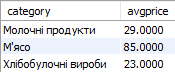 category avgprice
Молочні продукти 29.0000
М'ясо 85.0000
Хлібобулочні вироби 23.0000